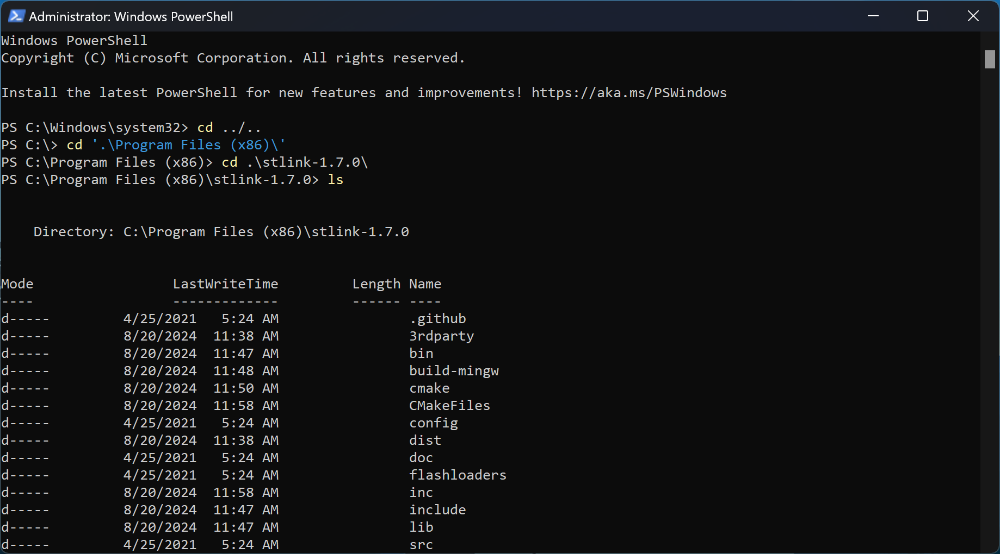 Administrator: Windows PowerShell
Windows PowerShell
Copyright (C) Microsoft Corporation. All rights reserved.
Install the latest PowerShell for new features and improvements! https://aka.ms/PSWindows
PS C:\Windows\system32> cd ../..
PS C:\> cd '.\Program Files (x86)\'
PS C:\Program Files (x86)> cd .\stlink-1.7.0\
PS C:\Program Files (x86)\stlink-1.7.0> ls
Directory: C:\Program Files (x86)\stlink-1.7.0
Mode LastWriteTime Length Name
---- ------------- ------ ----
d----- 4/25/2021 5:24 AM .github
d----- 8/20/2024 11:38 AM 3rdparty
d----- 8/20/2024 11:47 AM bin
d----- 8/20/2024 11:48 AM build-mingw
d----- 8/20/2024 11:50 AM cmake
d----- 8/20/2024 11:58 AM CMakeFiles
d----- 4/25/2021 5:24 AM config
d----- 8/20/2024 11:38 AM dist
d----- 4/25/2021 5:24 AM doc
d----- 4/25/2021 5:24 AM flashloaders
d----- 8/20/2024 11:58 AM inc
d----- 8/20/2024 11:47 AM include
d----- 8/20/2024 11:47 AM lib
d----- 4/25/2021 5:24 AM src